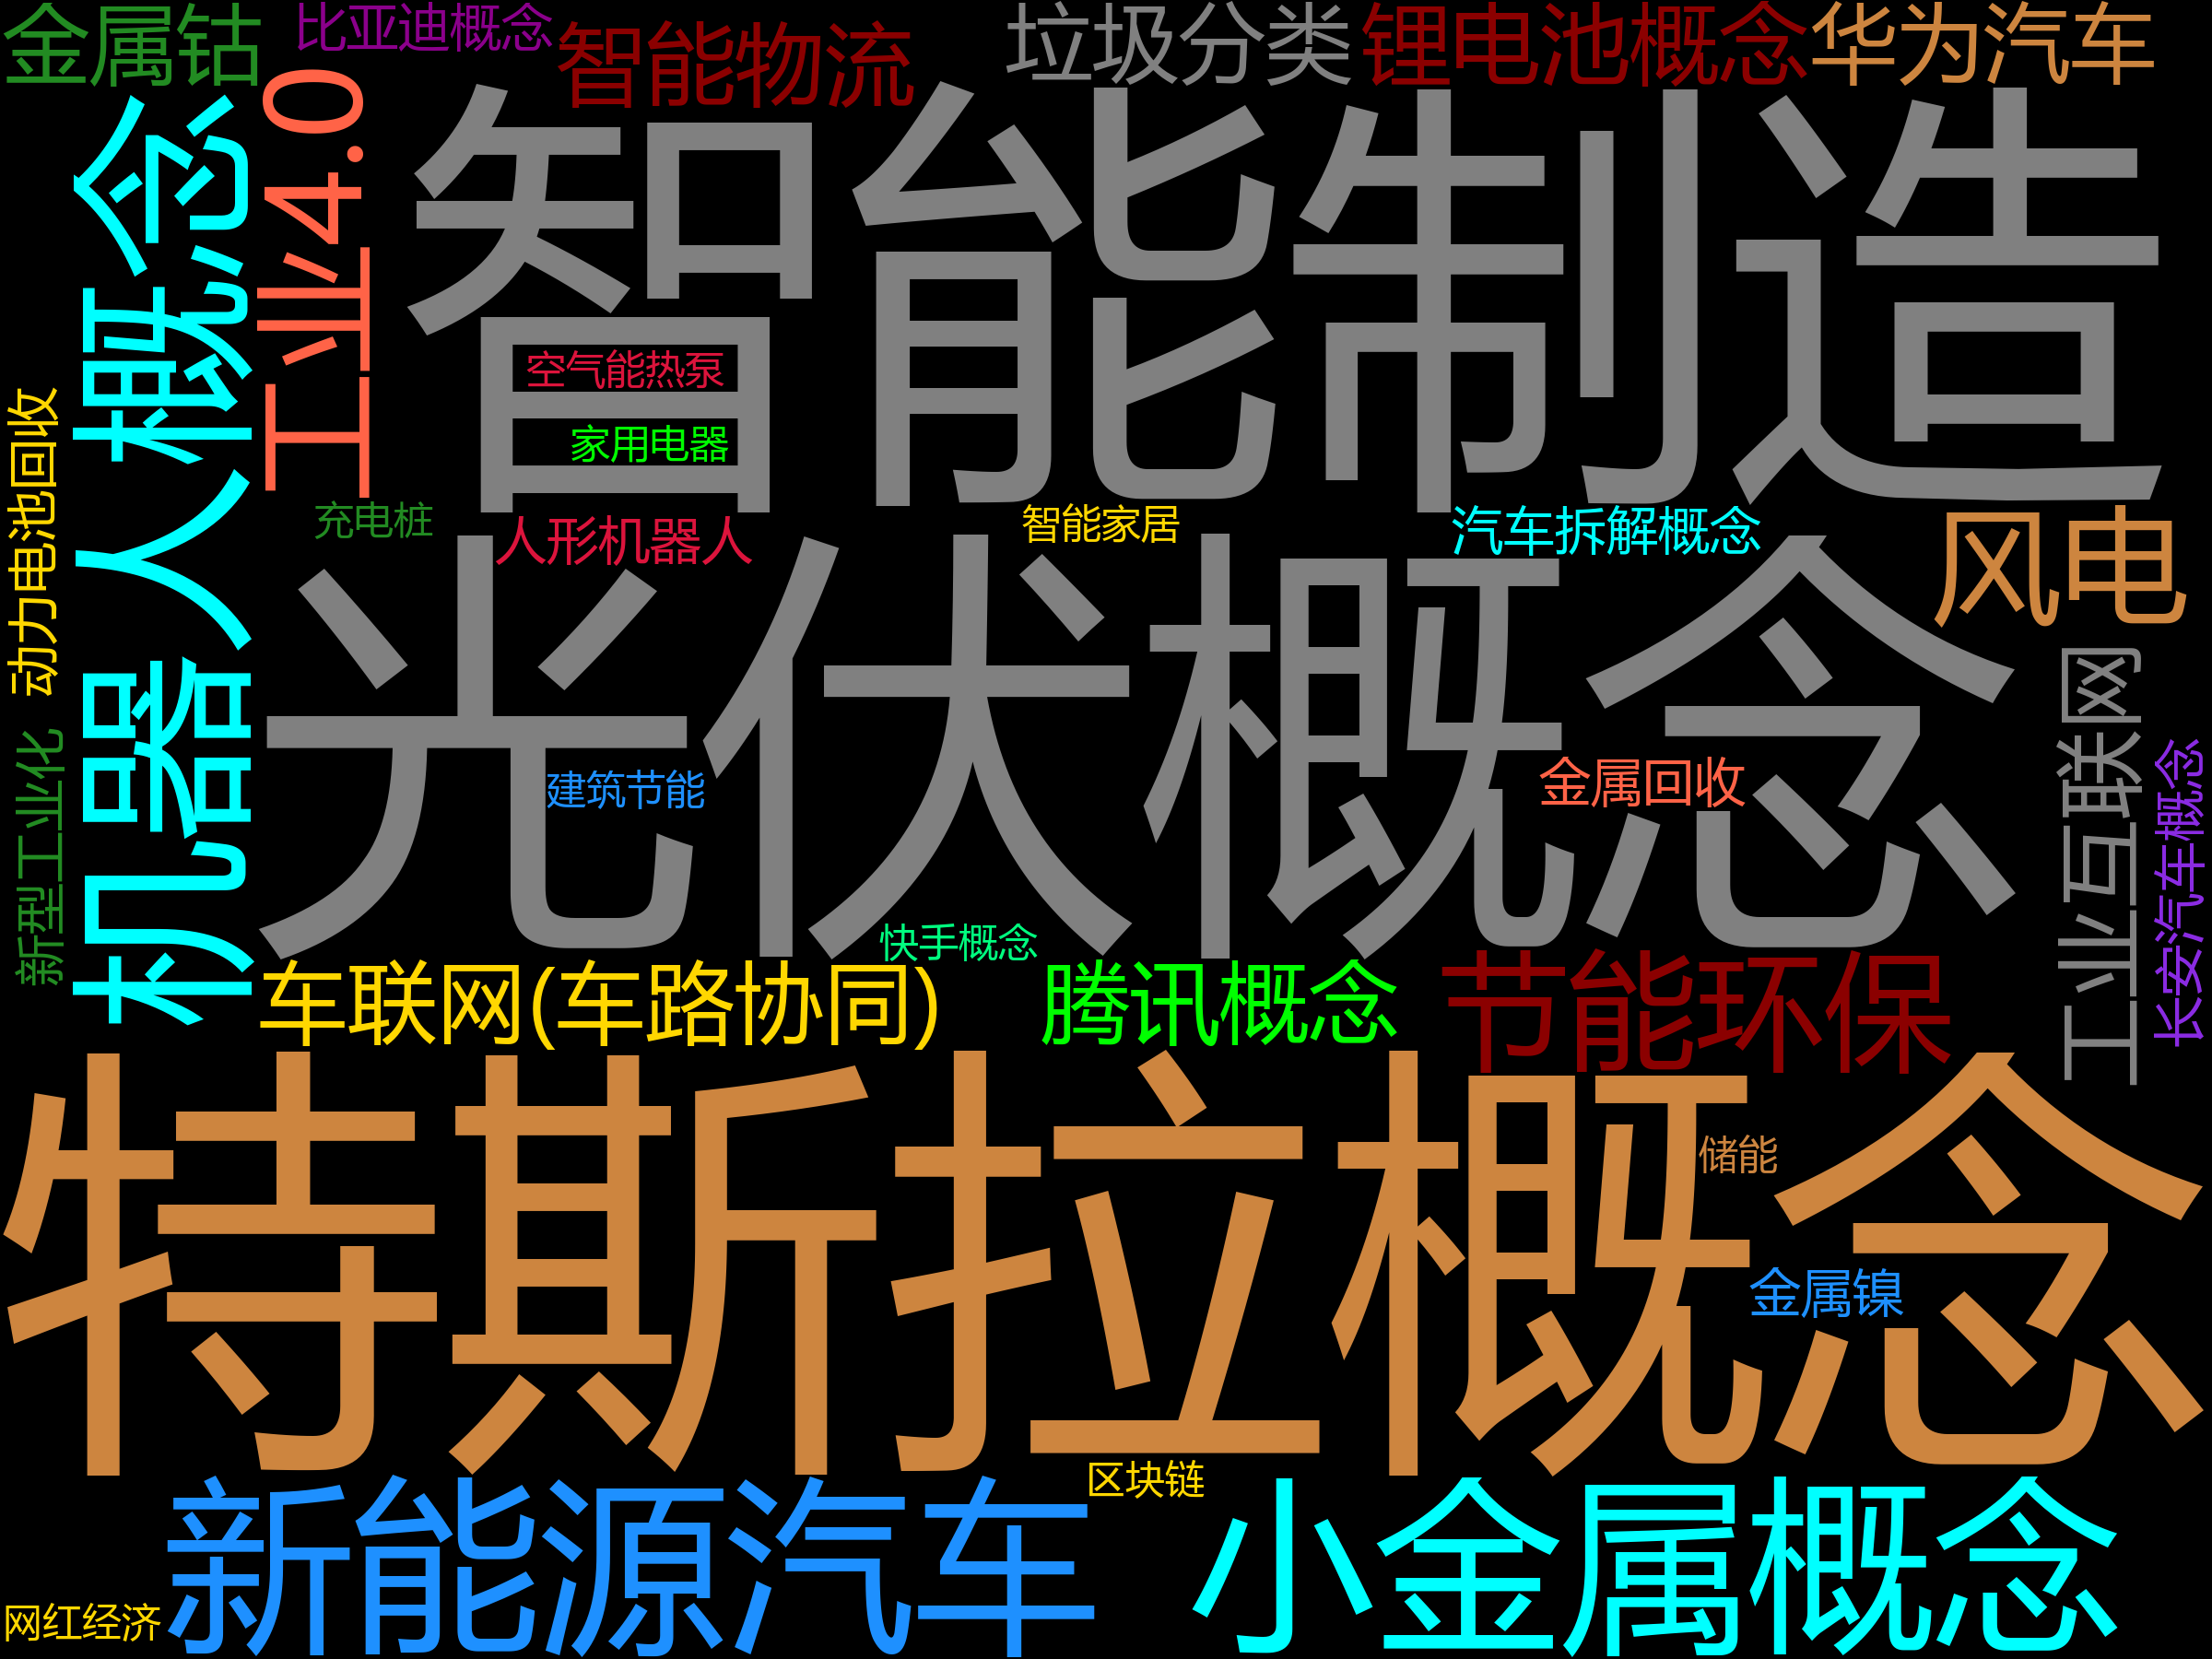 金属钴
比亚迪概念
智能物流
垃圾分类
锂电池概念
华为汽车
机器人概念
工业4.0
智能制造
空气能热泵
家用电器
动力电池回收
充电桩
人形机器人
智能家居
汽车拆解概念
风电
光伏概念
建筑节能
金属回收
工业互联网
长安汽车概念
新型工业化
快手概念
车联网(车路协同)
腾讯概念
节能环保
特斯拉概念
储能
金属镍
区块链
新能源汽车
小金属概念
网红经济